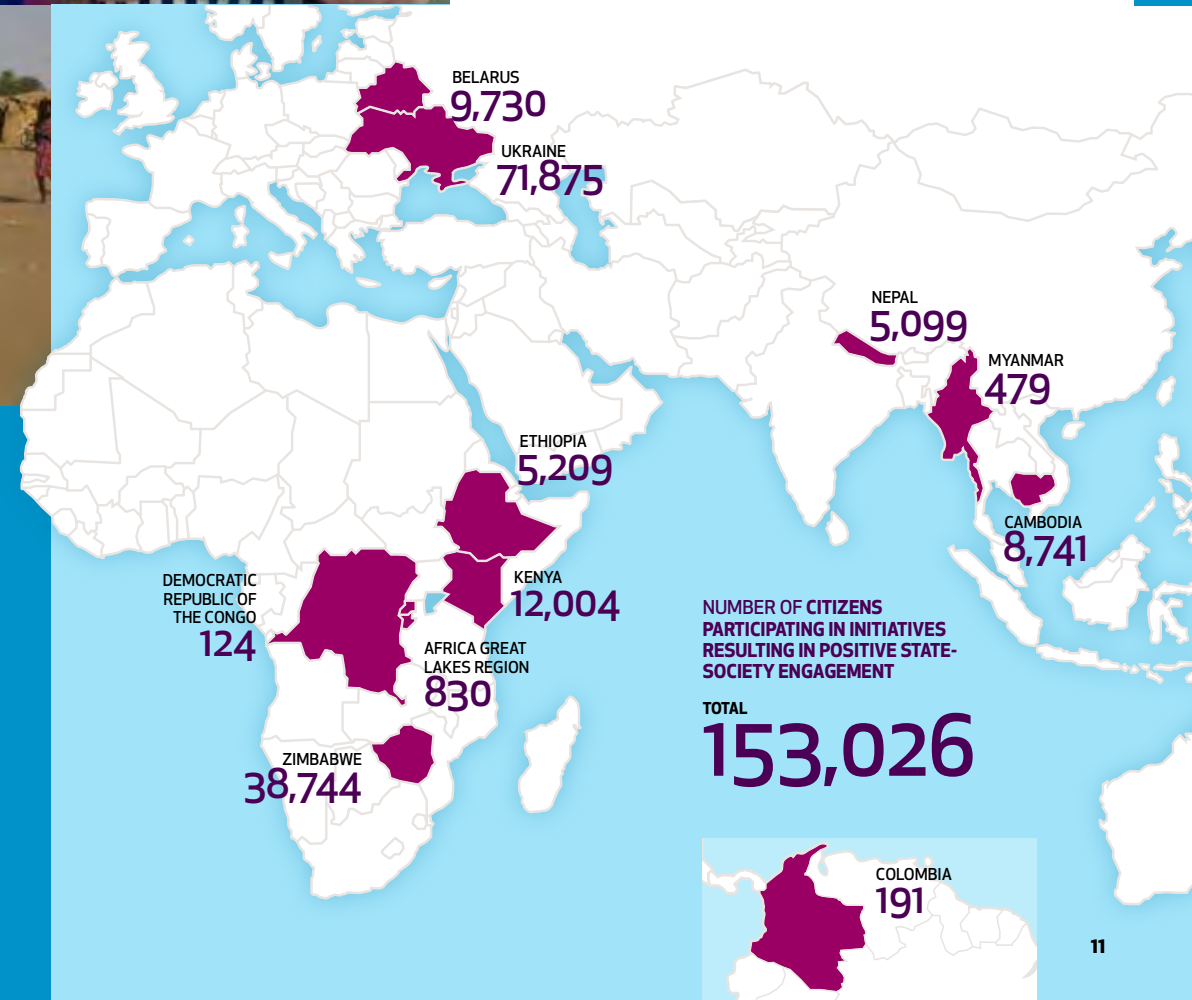 BELARUS
9,730
UKRAINE
71,875
NEPAL
5,099
MYANMAR
479
ETHIOPIA
5,209
CAMBODIA
8,741
DEMOCRATIC
REPUBLIC OF
THE CONGO
124
KENYA
12,004
AFRICA GREAT
LAKES REGION
830
ZIMBABWE
38,744
NUMBER OF CITIZENS
PARTICIPATING IN INITIATIVES
RESULTING IN POSITIVE STATE-
SOCIETY ENGAGEMENT
TOTAL
153,026
COLOMBIA
191
11